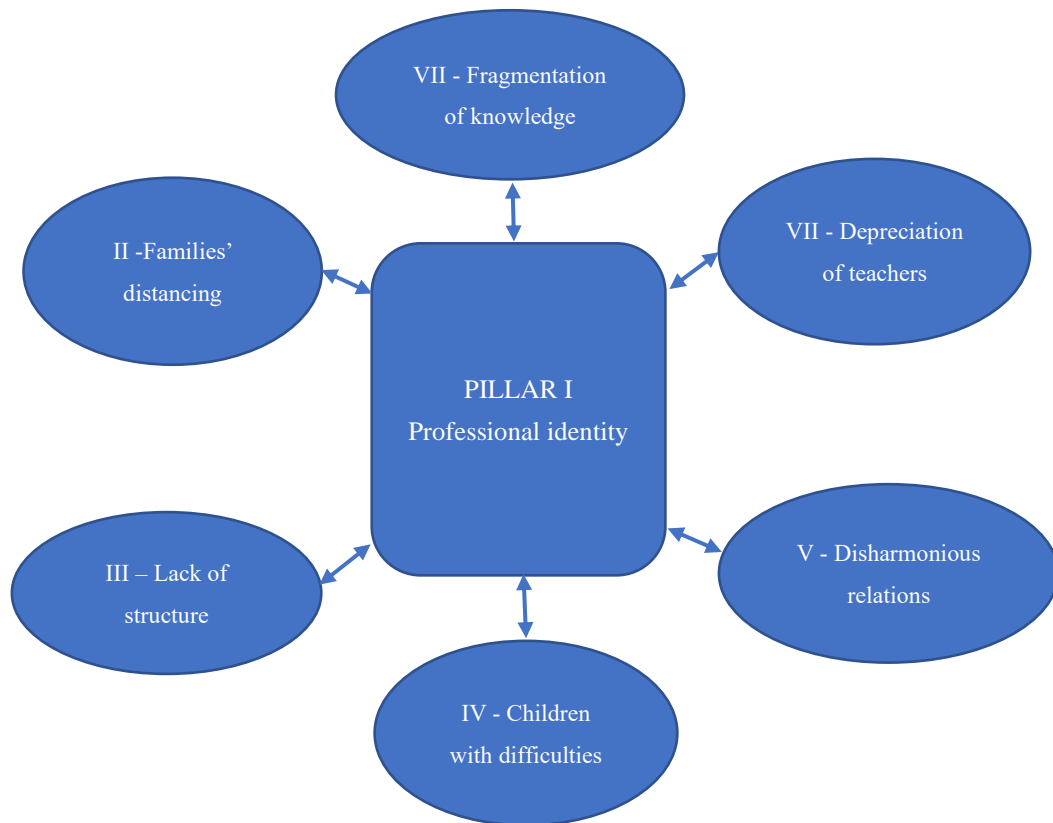 VII - Fragmentation
of knowledge
VII - Depreciation
of teachers
II -Families’
distancing
PILLAR I
Professional identity
V - Disharmonious
relations
III – Lack of
structure
IV - Children
with difficulties